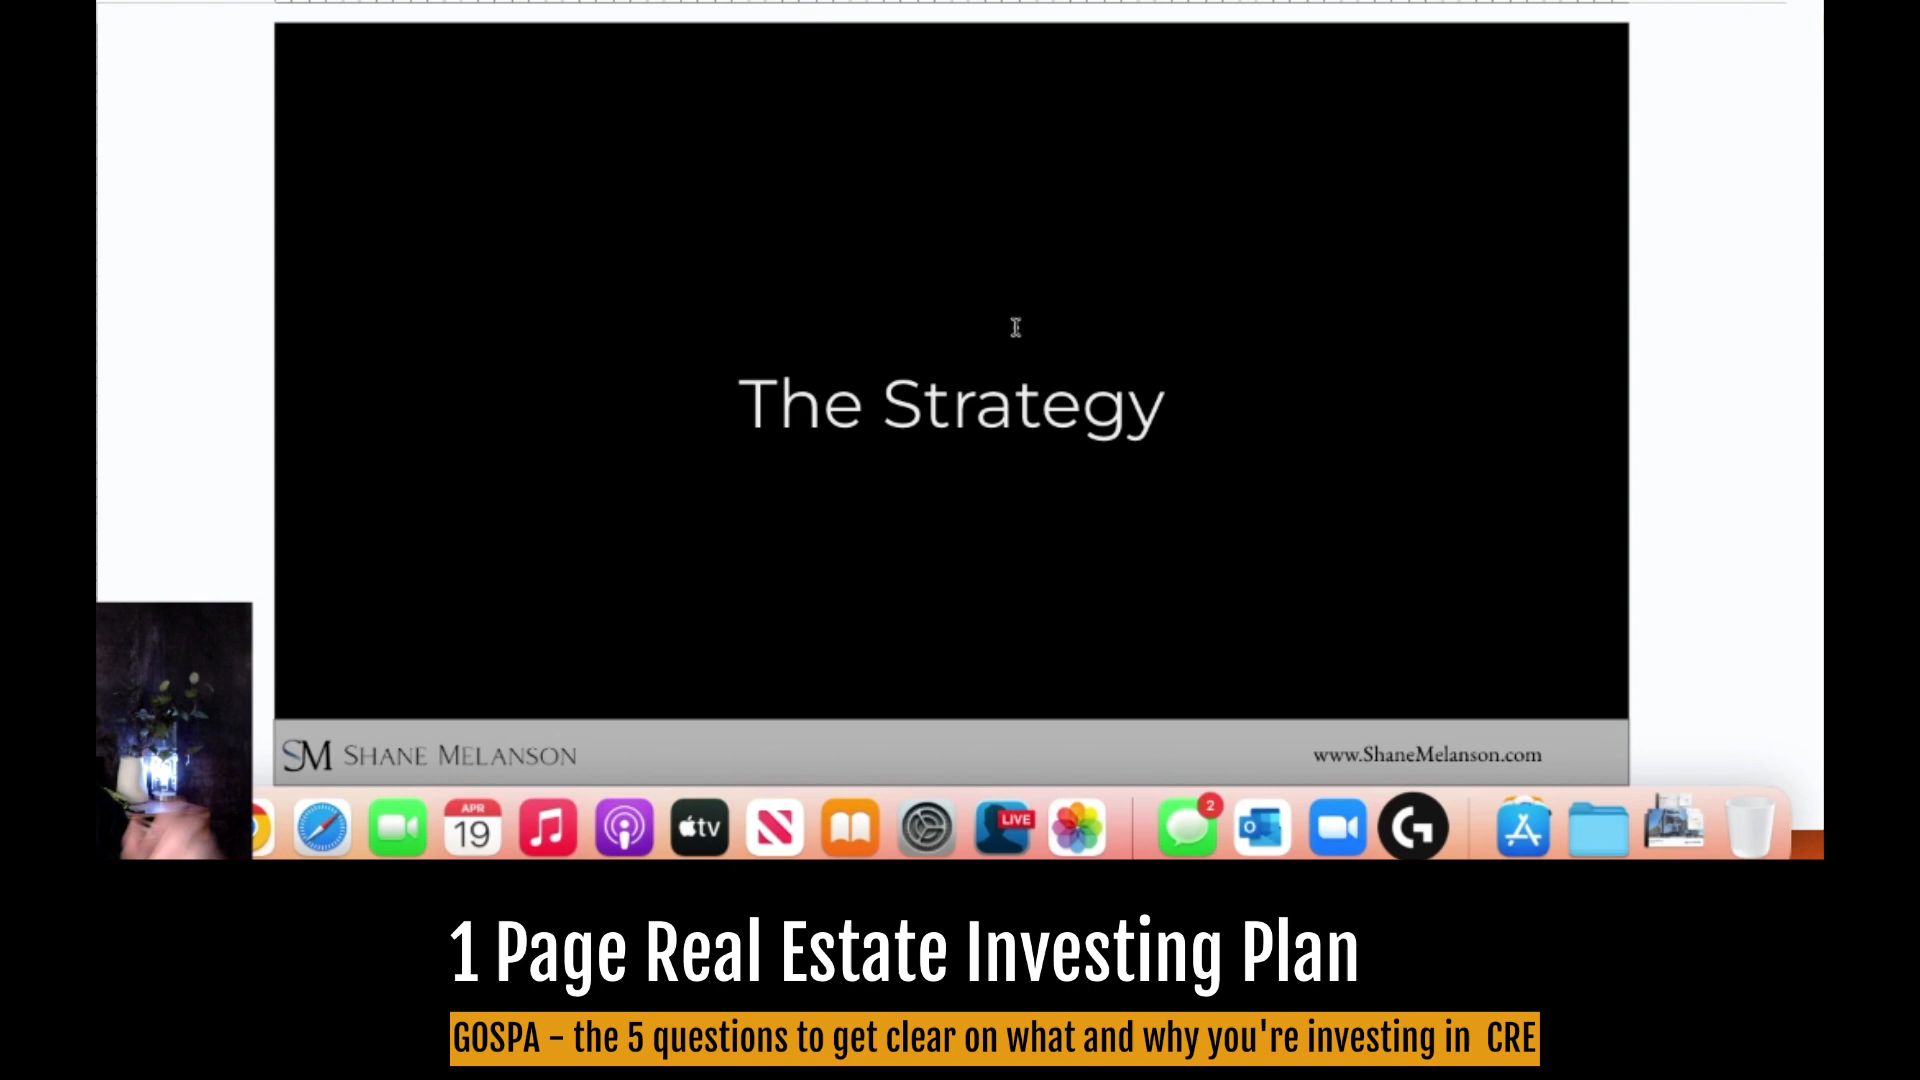 The Strategy
SM SHANE MELANSON
www.ShaneMelanson.com
APR
19
tv
LIVE
2
1 Page Real Estate Investing Plan
GOSPA - the 5 questions to get clear on what and why you're investing in CRE